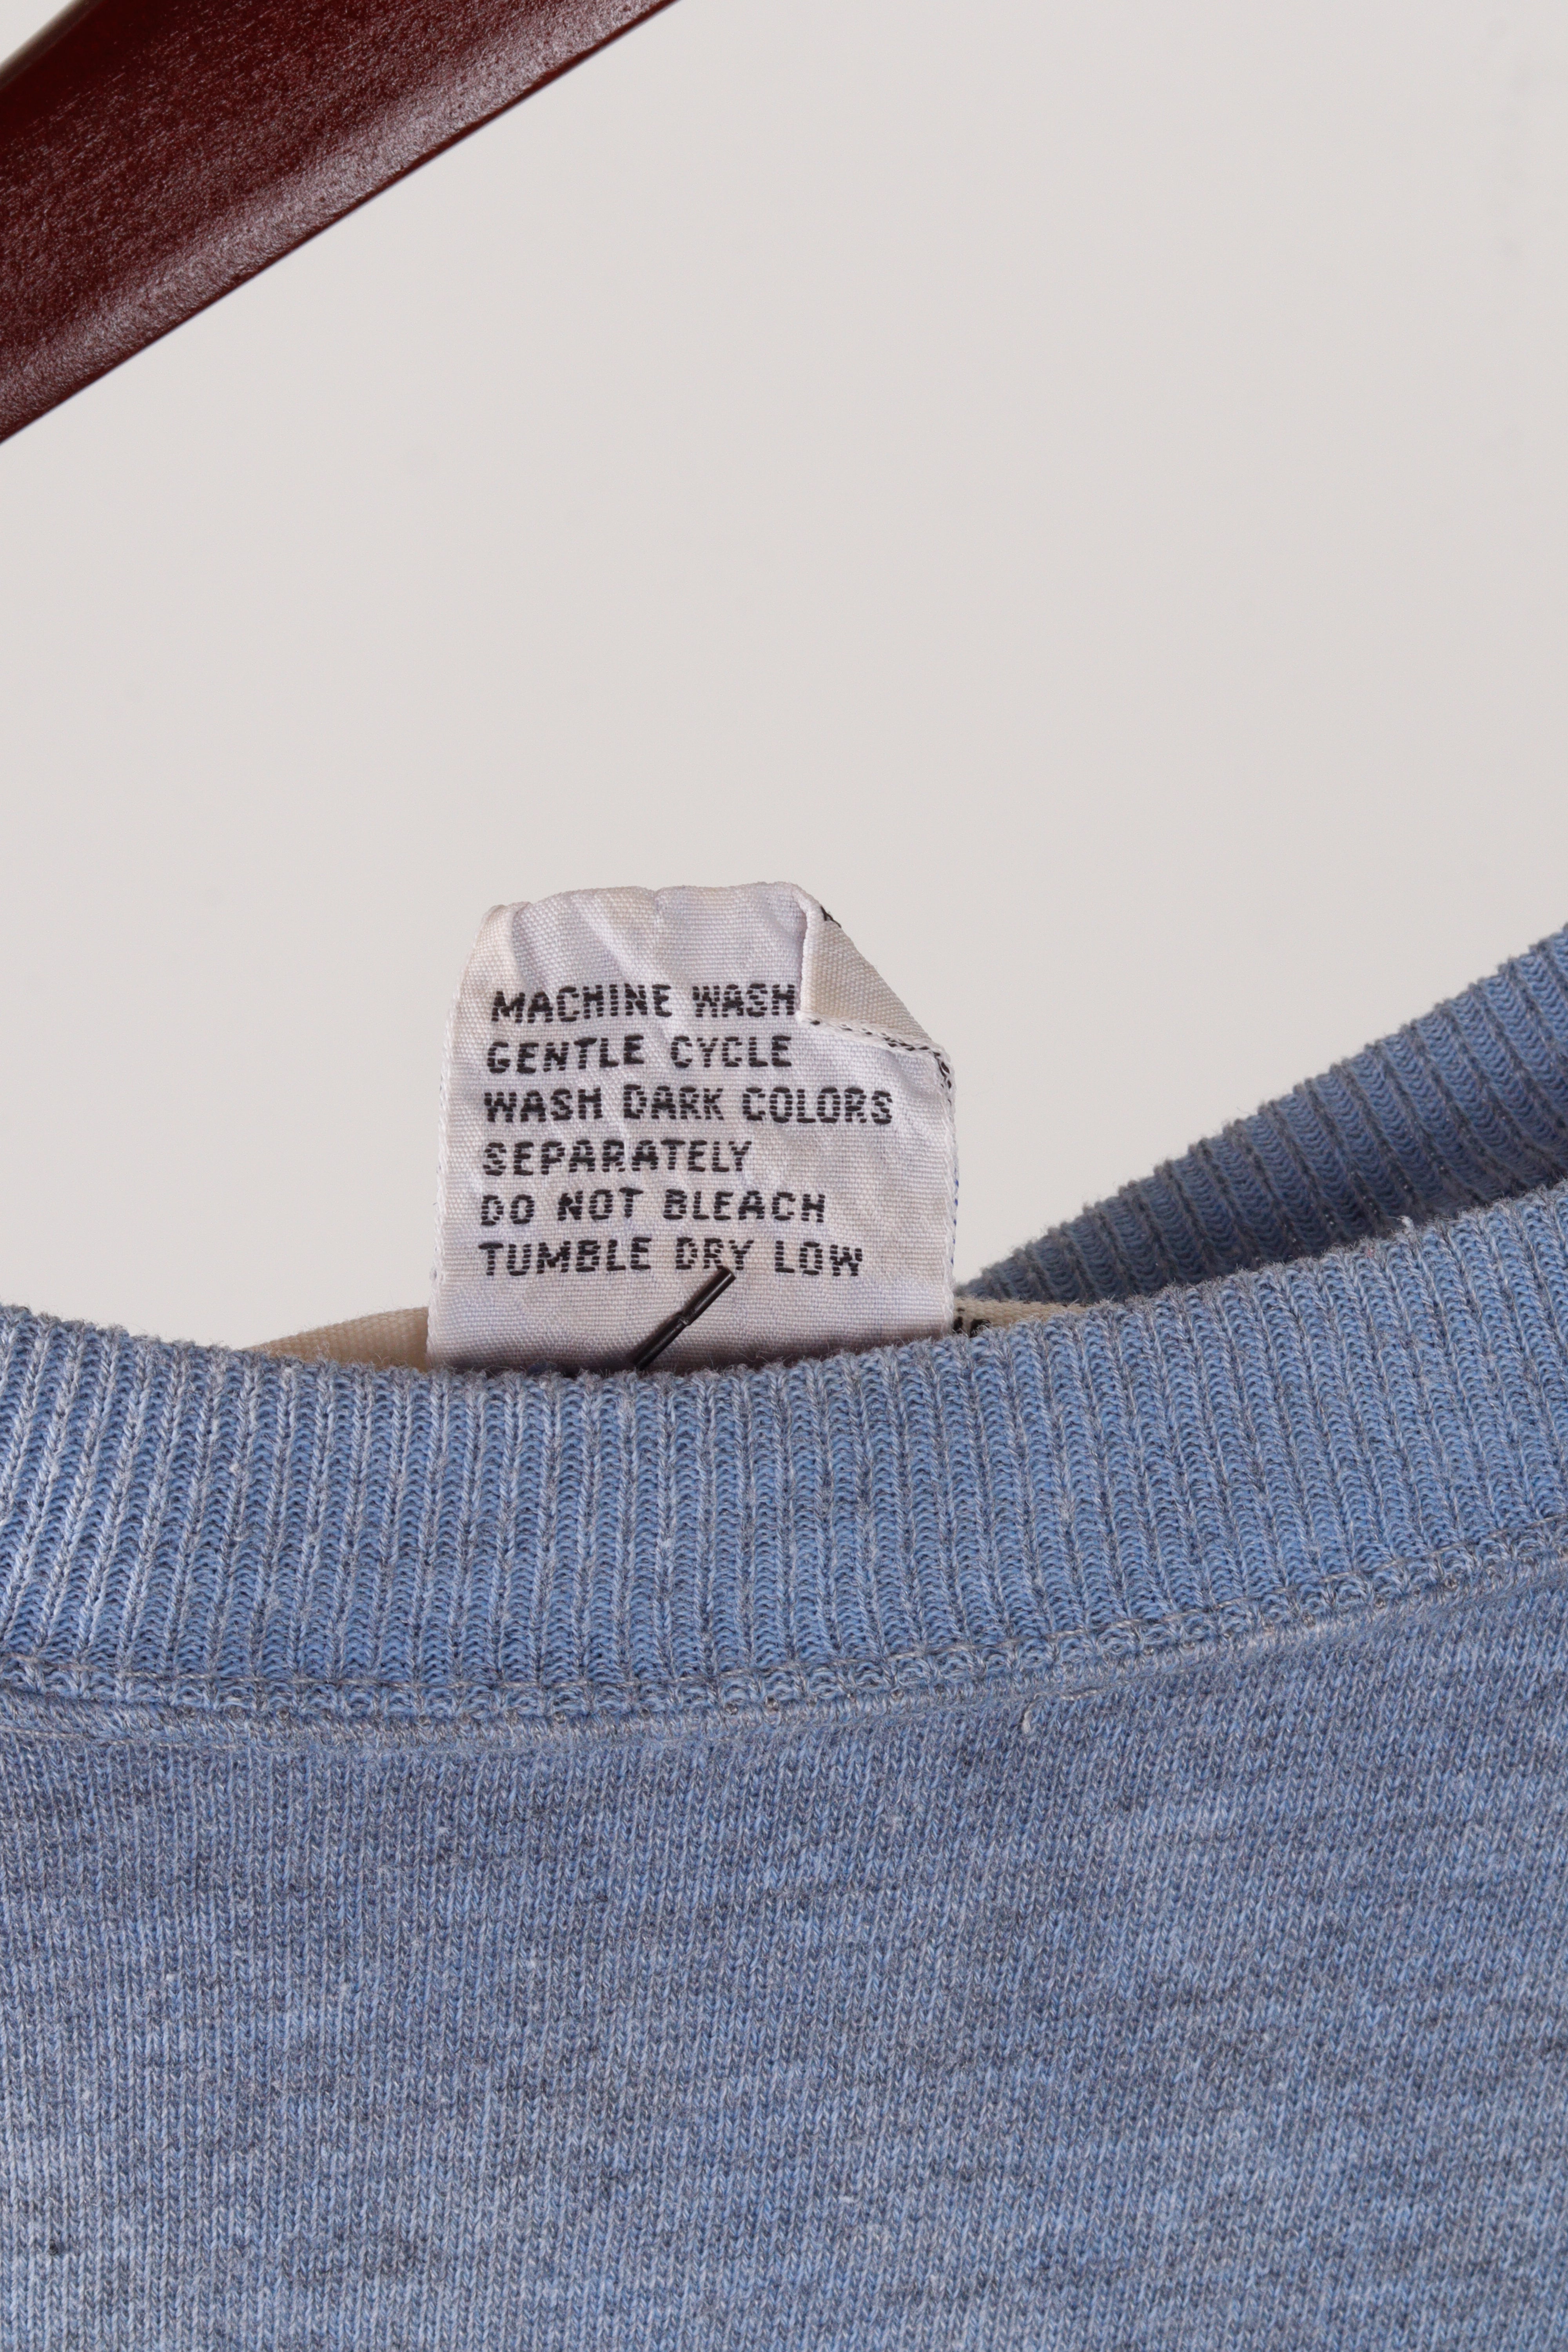 MACHINE WASH
GENTLE CYCLE
WASH DARK COLORS
SEPARATELY
DO NOT BLEACH
TUMBLE DRY LOW